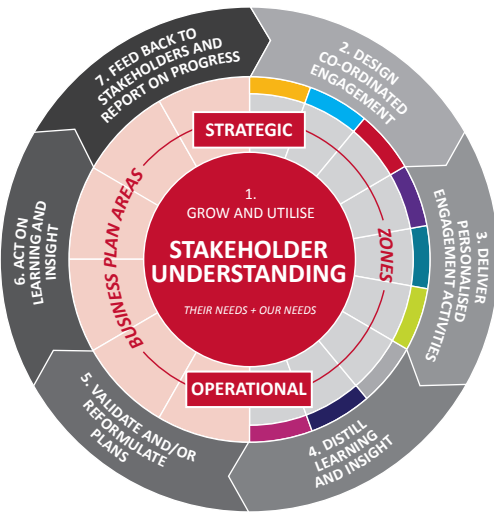 1.
GROW AND UTILISE
STAKEHOLDER
UNDERSTANDING
THEIR NEEDS + OUR NEEDS
STRATEGIC
OPERATIONAL
BUSINESS PLAN AREAS
ZONES
2. DESIGN
CO-ORDINATED
ENGAGEMENT
3. DELIVER
PERSONALISED
ENGAGEMENT ACTIVITIES
4. DISTILL
LEARNING
AND INSIGHT
5. VALIDATE AND/OR
REFORMULATE
PLANS
6. ACT ON
LEARNING AND
INSIGHT
7. FEED BACK TO
STAKEHOLDERS AND
REPORT ON PROGRESS